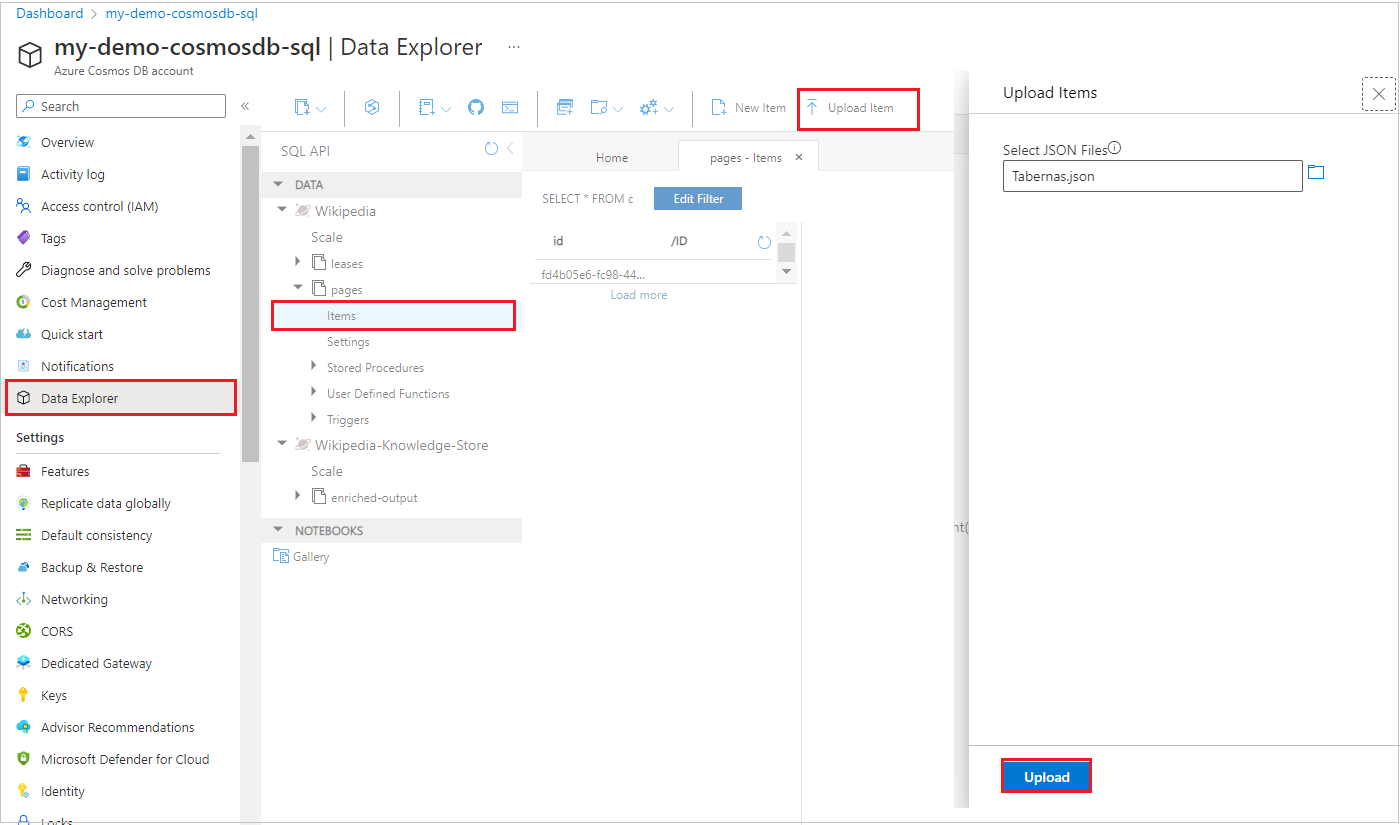 Dashboard > my-demo-cosmosdb-sql
my-demo-cosmosdb-sql | Data Explorer ...
Azure Cosmos DB account
Search
«
Overview
Activity log
Access control (IAM)
Tags
Diagnose and solve problems
Cost Management
Quick start
Notifications
Data Explorer
Settings
Features
Replicate data globally
Default consistency
Backup & Restore
Networking
CORS
Dedicated Gateway
Keys
Advisor Recommendations
Microsoft Defender for Cloud
Identity
Locks
New Item
Upload Item
SQL API
DATA
Wikipedia
Scale
leases
pages
Items
Settings
Stored Procedures
User Defined Functions
Triggers
Wikipedia-Knowledge-Store
Scale
enriched-output
NOTEBOOKS
Gallery
Home
pages - Items
SELECT * FROM c
Edit Filter
id /ID
fd4b05e6-fc98-44...
Load more
nt(
Upload Items
Select JSON Files
Tabernas.json
Upload